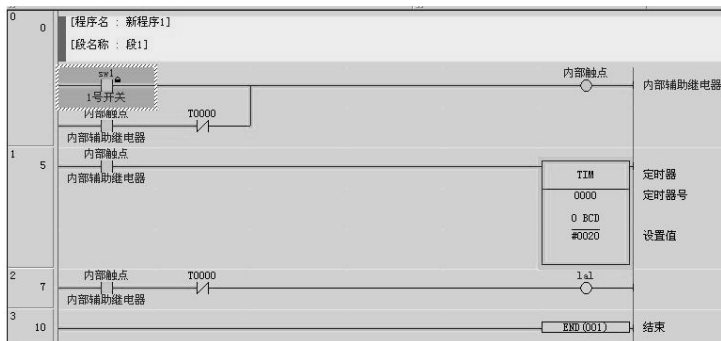 0
0
[程序名 : 新程序1]
[段名称 : 段1]
sw1
1号开关
内部触点
内部辅助继电器
内部触点
T0000
内部辅助继电器
1
5
内部触点
内部辅助继电器
TIM
定时器
0000
定时器号
0 BCD
#0020
设置值
2
7
内部触点
T0000
内部辅助继电器
la1
3
10
END(001)
结束